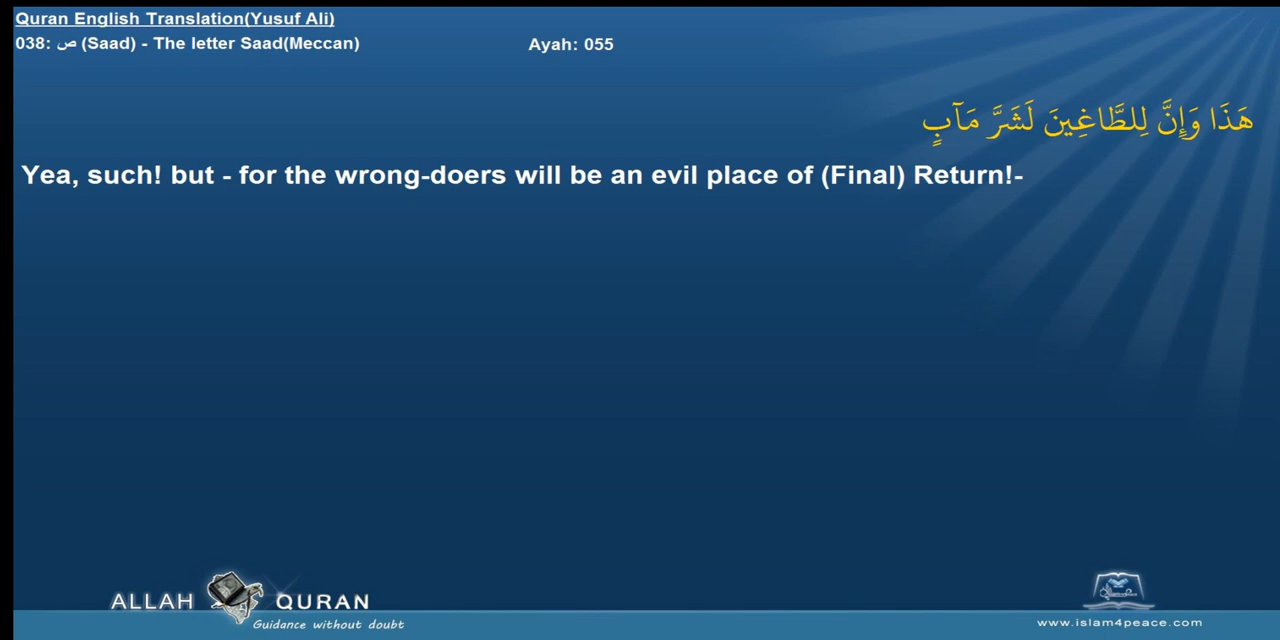 Quran English Translation(Yusuf Ali)
038: ص (Saad) - The letter Saad(Meccan) Ayah: 055
هَذَا وَإِنَّ لِلطَّاغِينَ لَشَرَّ مَآبٍ
Yea, such! but - for the wrong-doers will be an evil place of (Final) Return!-
ALLAH QURAN
Guidance without doubt
www.islam4peace.com